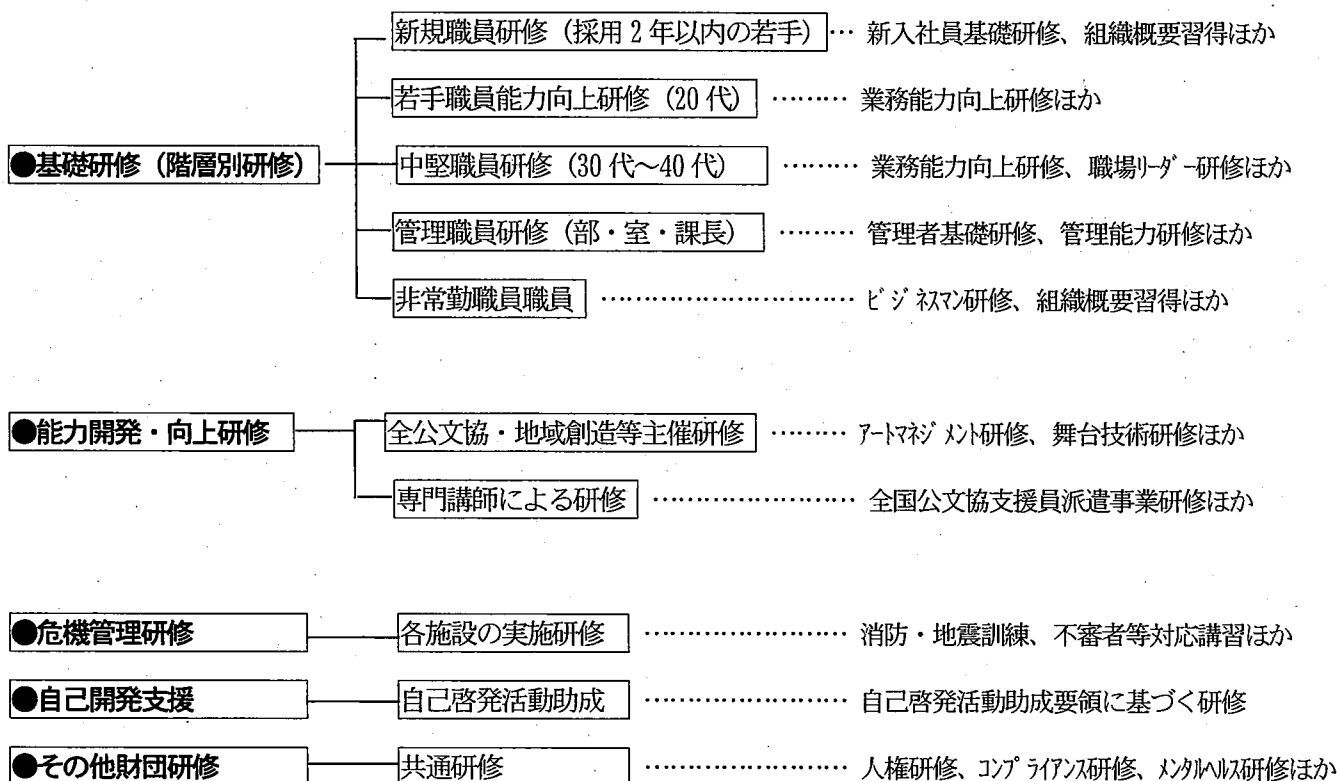 新規職員研修（採用2年以内の若手）… 新入社員基礎研修、組織概要習得ほか
若手職員能力向上研修（20代） ……… 業務能力向上研修ほか
●基礎研修（階層別研修） 中堅職員研修（30代～40代） ……… 業務能力向上研修、職場ﾘｰﾀﾞｰ研修ほか
管理職員研修（部・室・課長） ……… 管理者基礎研修、管理能力研修ほか
非常勤職員職員 ………………………… ﾋﾞｼﾞﾈｽﾏﾝ研修、組織概要習得ほか
●能力開発・向上研修 全公文協・地域創造等主催研修 ……… ｱｰﾄﾏﾈｼﾞﾒﾝﾄ研修、舞台技術研修ほか
専門講師による研修 …………………… 全国公文協支援員派遣事業研修ほか
●危機管理研修 各施設の実施研修 …………………… 消防・地震訓練、不審者等対応講習ほか
●自己開発支援 自己啓発活動助成 …………………… 自己啓発活動助成要領に基づく研修
●その他財団研修 共通研修 …………………… 人権研修、ｺﾝﾌﾟﾗｲｱﾝｽ研修、ﾒﾝﾀﾙﾍﾙｽ研修ほか